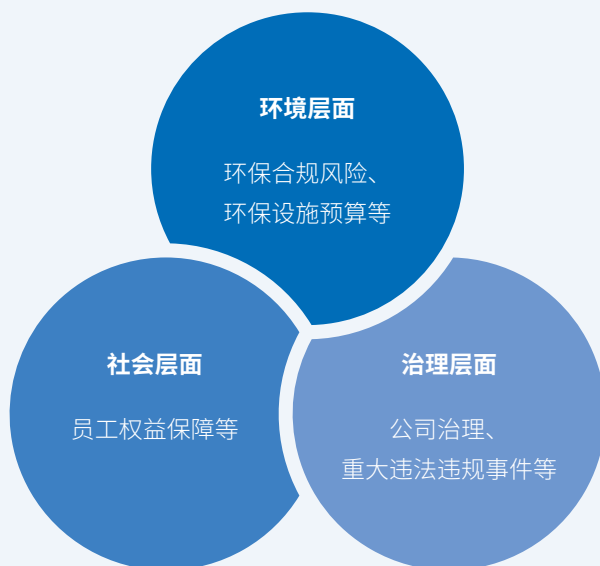 环境层面
环保合规风险、
环保设施预算等
社会层面
员工权益保障等
治理层面
公司治理、
重大违法违规事件等